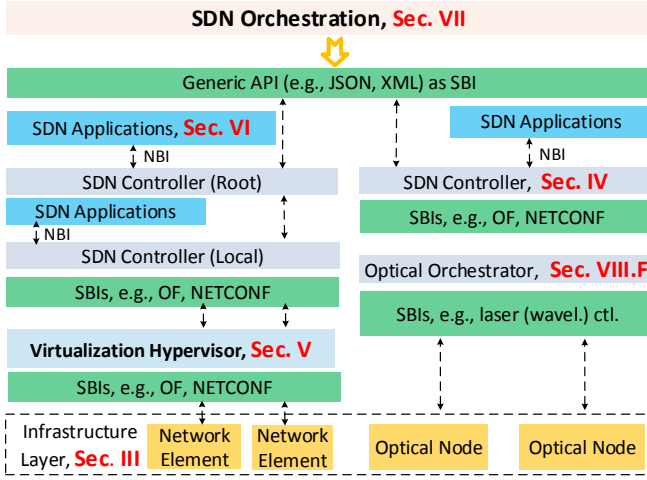 SDN Orchestration, Sec. VII
Generic API (e.g., JSON, XML) as SBI
SDN Applications, Sec. VI
SDN Applications
NBI
NBI
SDN Controller (Root)
SDN Controller, Sec. IV
SDN Applications
SBIs, e.g., OF, NETCONF
NBI
SDN Controller (Local)
Optical Orchestrator, Sec. VIII.F
SBIs, e.g., OF, NETCONF
SBIs, e.g., laser (wavel.) ctl.
Virtualization Hypervisor, Sec. V
SBIs, e.g., OF, NETCONF
Infrastructure
Layer, Sec. III
Network
Element
Network
Element
Optical Node
Optical Node